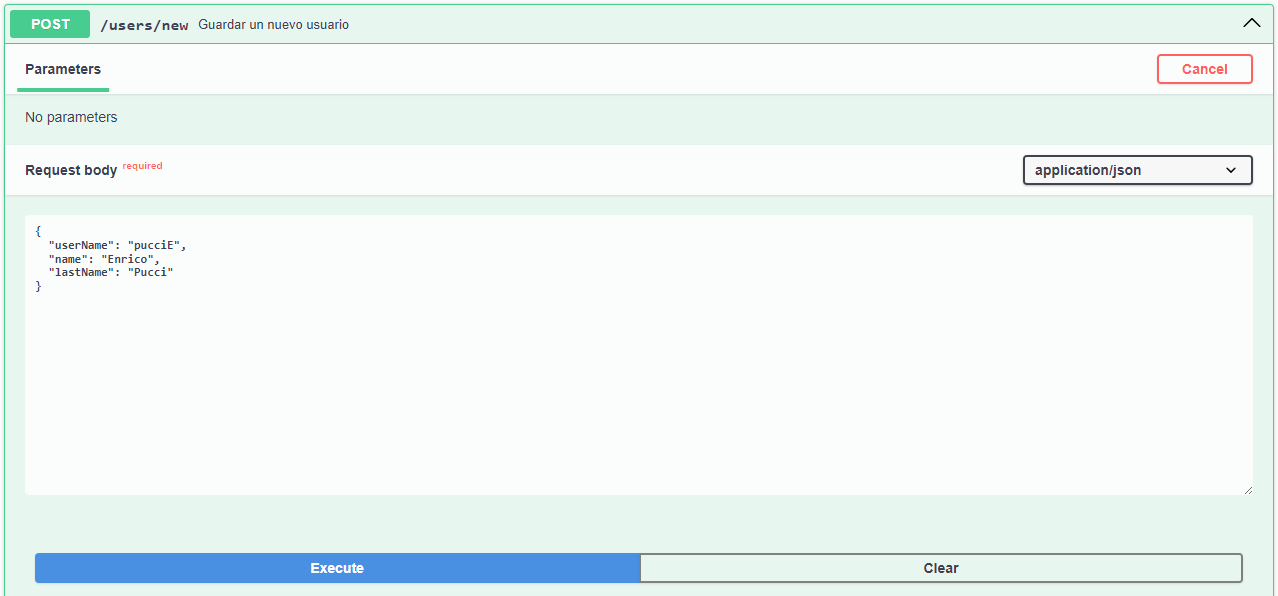 POST /users/new Guardar un nuevo usuario
Parameters Cancel
No parameters
Request body required application/json
{
  "userName": "pucciE",
  "name": "Enrico",
  "lastName": "Pucci"
}
Execute Clear